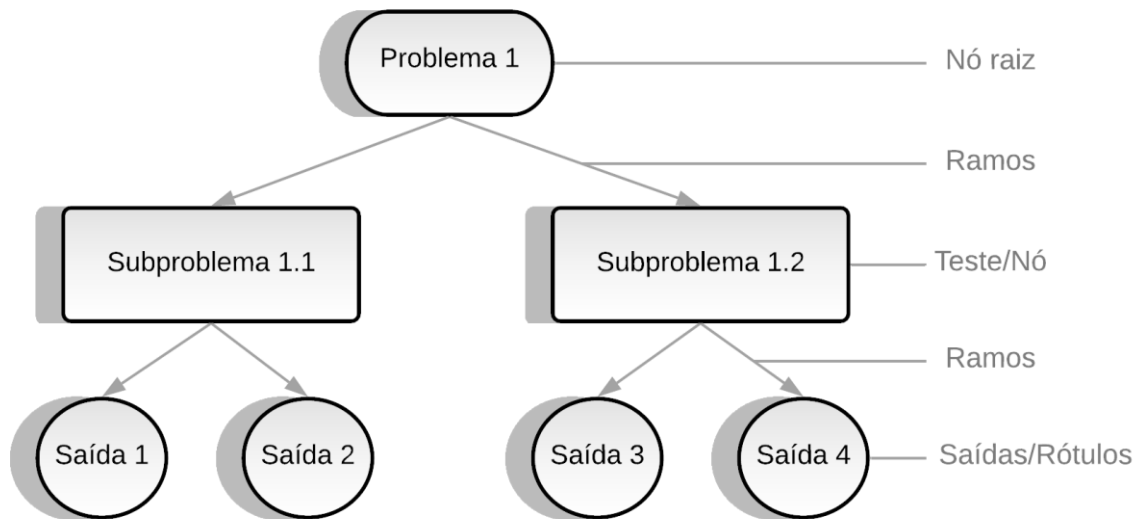 Problema 1
Nó raiz
Ramos
Subproblema 1.1
Subproblema 1.2
Teste/Nó
Ramos
Saída 1
Saída 2
Saída 3
Saída 4
Saídas/Rótulos